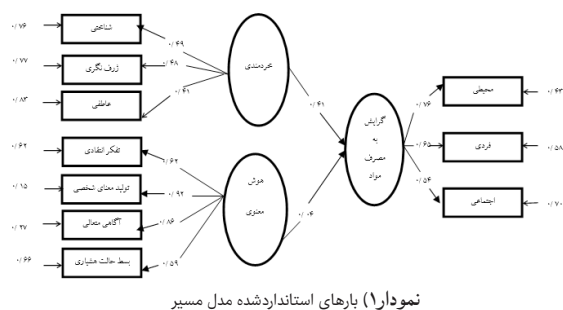 ۰/۷۶
شناختی
۰/۴۹
۰/۷۷
ژرف نگری
۰/۴۸
خردمندی
۰/۸۳
عاطفی
۰/۴۱
۰/۴۱
۰/۶۲
تفکر انتقادی
۰/۶۲
۰/۱۵
تولید معنای شخصی
۰/۹۲
هوش
معنوی
۰/۲۷
آگاهی متعالی
۰/۸۶
۰/۰۴
۰/۶۶
بسط حالت هشیاری
۰/۵۹
گرایش
به
مصرف
مواد
۰/۷۶
محیطی
۰/۴۳
۰/۶۵
فردی
۰/۵۸
۰/۵۴
اجتماعی
۰/۷۰
نمودار۱) بارهای استانداردشده مدل مسیر